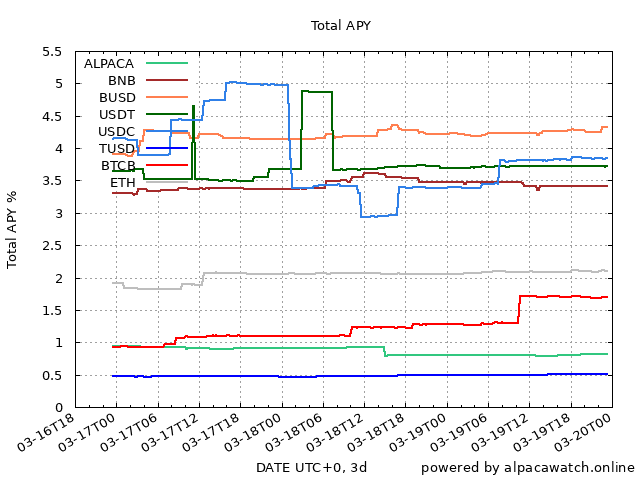 Total APY
Total APY %
5.5
5
4.5
4
3.5
3
2.5
2
1.5
1
0.5
0
ALPACA
BNB
BUSD
USDT
USDC
TUSD
BTCB
ETH
03-16T18
03-17T00
03-17T06
03-17T12
03-17T18
03-18T00
03-18T06
03-18T12
03-18T18
03-19T00
03-19T06
03-19T12
03-19T18
03-20T00
DATE UTC+0, 3d
powered by alpacawatch.online